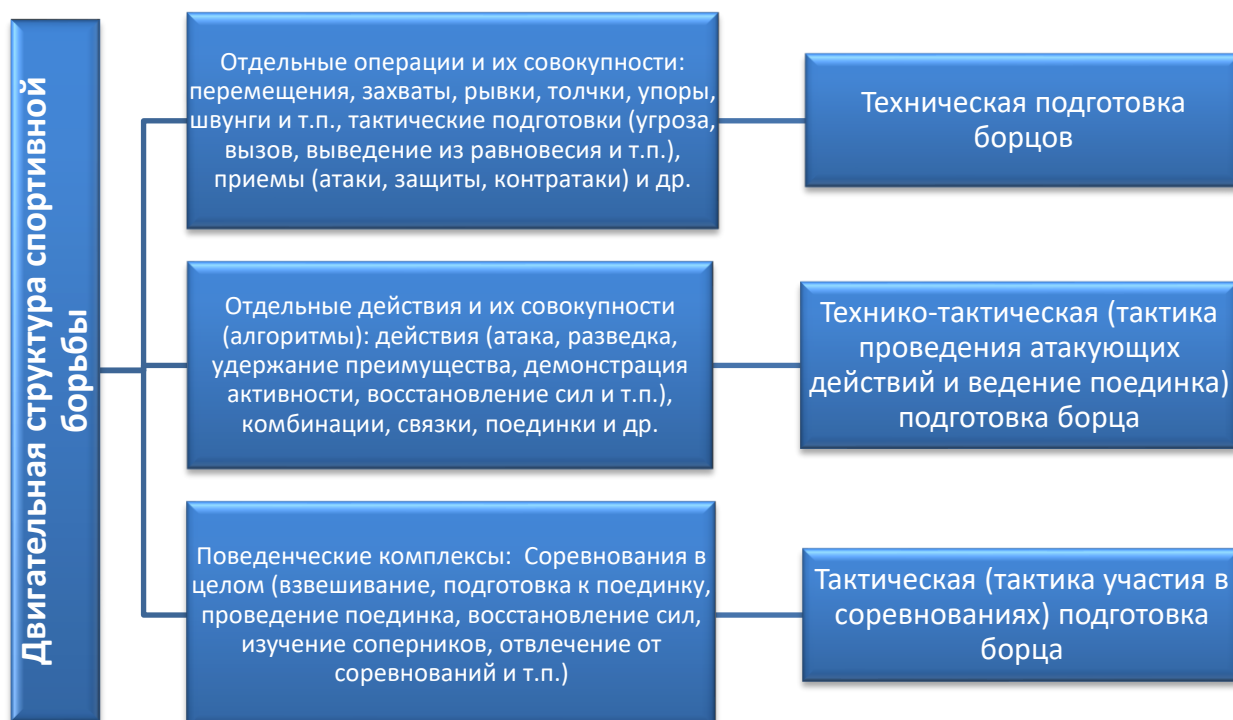 Двигательная структура спортивной
борьбы
Отдельные операции и их совокупности:
перемещения, захваты, рывки, толчки, упоры,
швунги и т.п., тактические подготовки (угроза,
вызов, выведение из равновесия и т.п.),
приемы (атаки, защиты, контратаки) и др.
Техническая подготовка
борцов
Отдельные действия и их совокупности
(алгоритмы): действия (атака, разведка,
удержание преимущества, демонстрация
активности, восстановление сил и т.п.),
комбинации, связки, поединки и др.
Технико-тактическая (тактика
проведения атакующих
действий и ведение поединка)
подготовка борца
Поведенческие комплексы: Соревнования в
целом (взвешивание, подготовка к поединку,
проведение поединка, восстановление сил,
изучение соперников, отвлечение от
соревнований и т.п.)
Тактическая (тактика участия в
соревнованиях) подготовка
борца